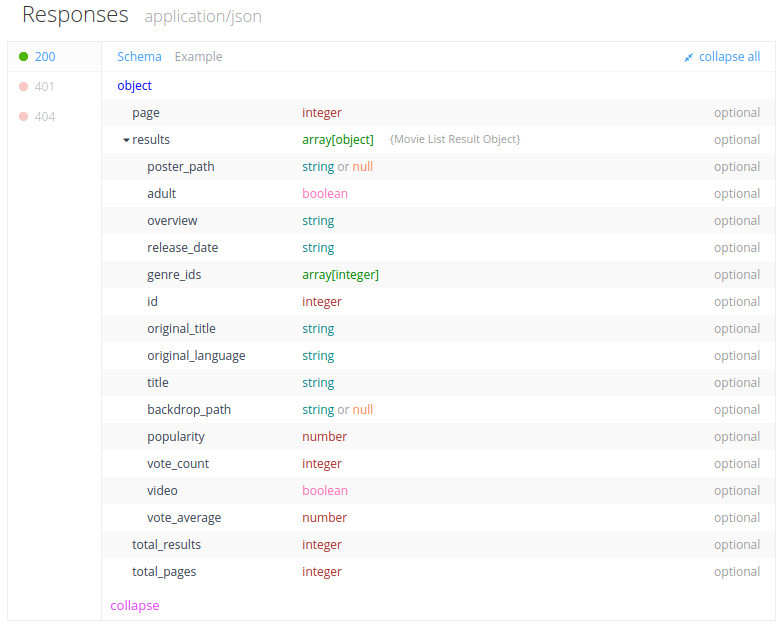 Responses application/json
200 Schema Example collapse all
401 object
page integer optional
404
results array[object] {Movie List Result Object} optional
poster_path string or null optional
adult boolean optional
overview string optional
release_date string optional
genre_ids array[integer] optional
id integer optional
original_title string optional
original_language string optional
title string optional
backdrop_path string or null optional
popularity number optional
vote_count integer optional
video boolean optional
vote_average number optional
total_results integer optional
total_pages integer optional
collapse